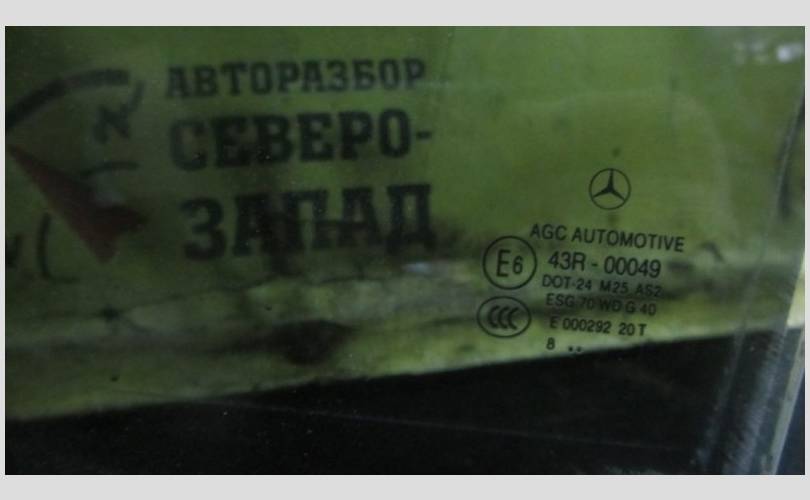 АВТОРАЗБОР
СЕВЕРО-
ЗАПАД
AGC AUTOMOTIVE
E6 43R - 00049
DOT-24 M25 AS2
ESG 70 WD G 40
CCC E 000292 20 T
8 ..